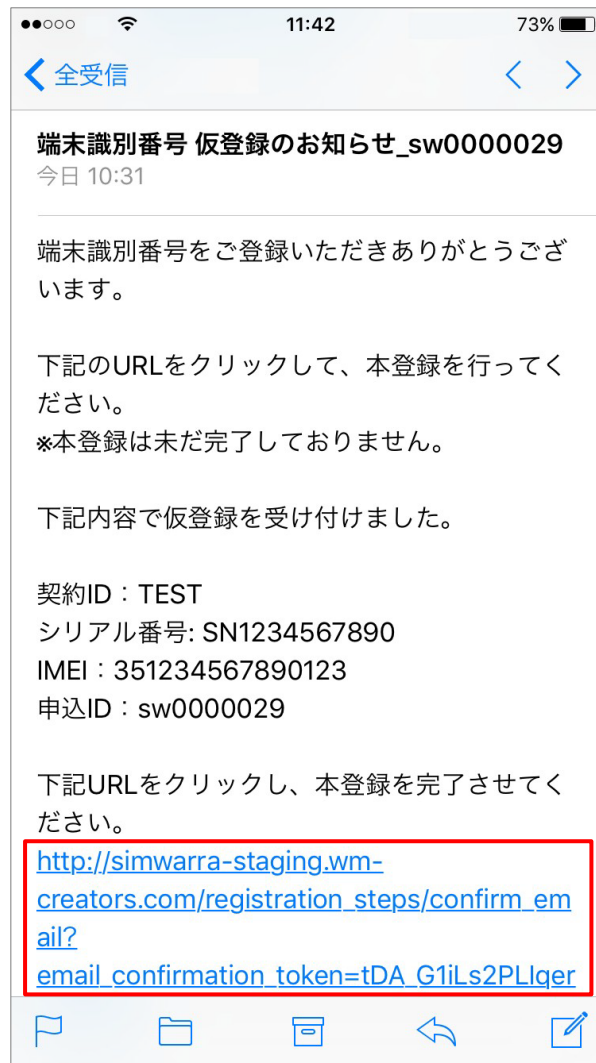 11:42
73%
全受信
端末識別番号 仮登録のお知らせ_sw0000029
今日 10:31
端末識別番号をご登録いただきありがとうござ
います。
下記のURLをクリックして、本登録を行ってく
ださい。
※本登録は未だ完了しておりません。
下記内容で仮登録を受け付けました。
契約ID：TEST
シリアル番号: SN1234567890
IMEI：351234567890123
申込ID：sw0000029
下記URLをクリックし、本登録を完了させてく
ださい。
http://simwarra-staging.wm-
creators.com/registration_steps/confirm_em
ail?
email_confirmation_token=tDA_G1iLs2PLIqer